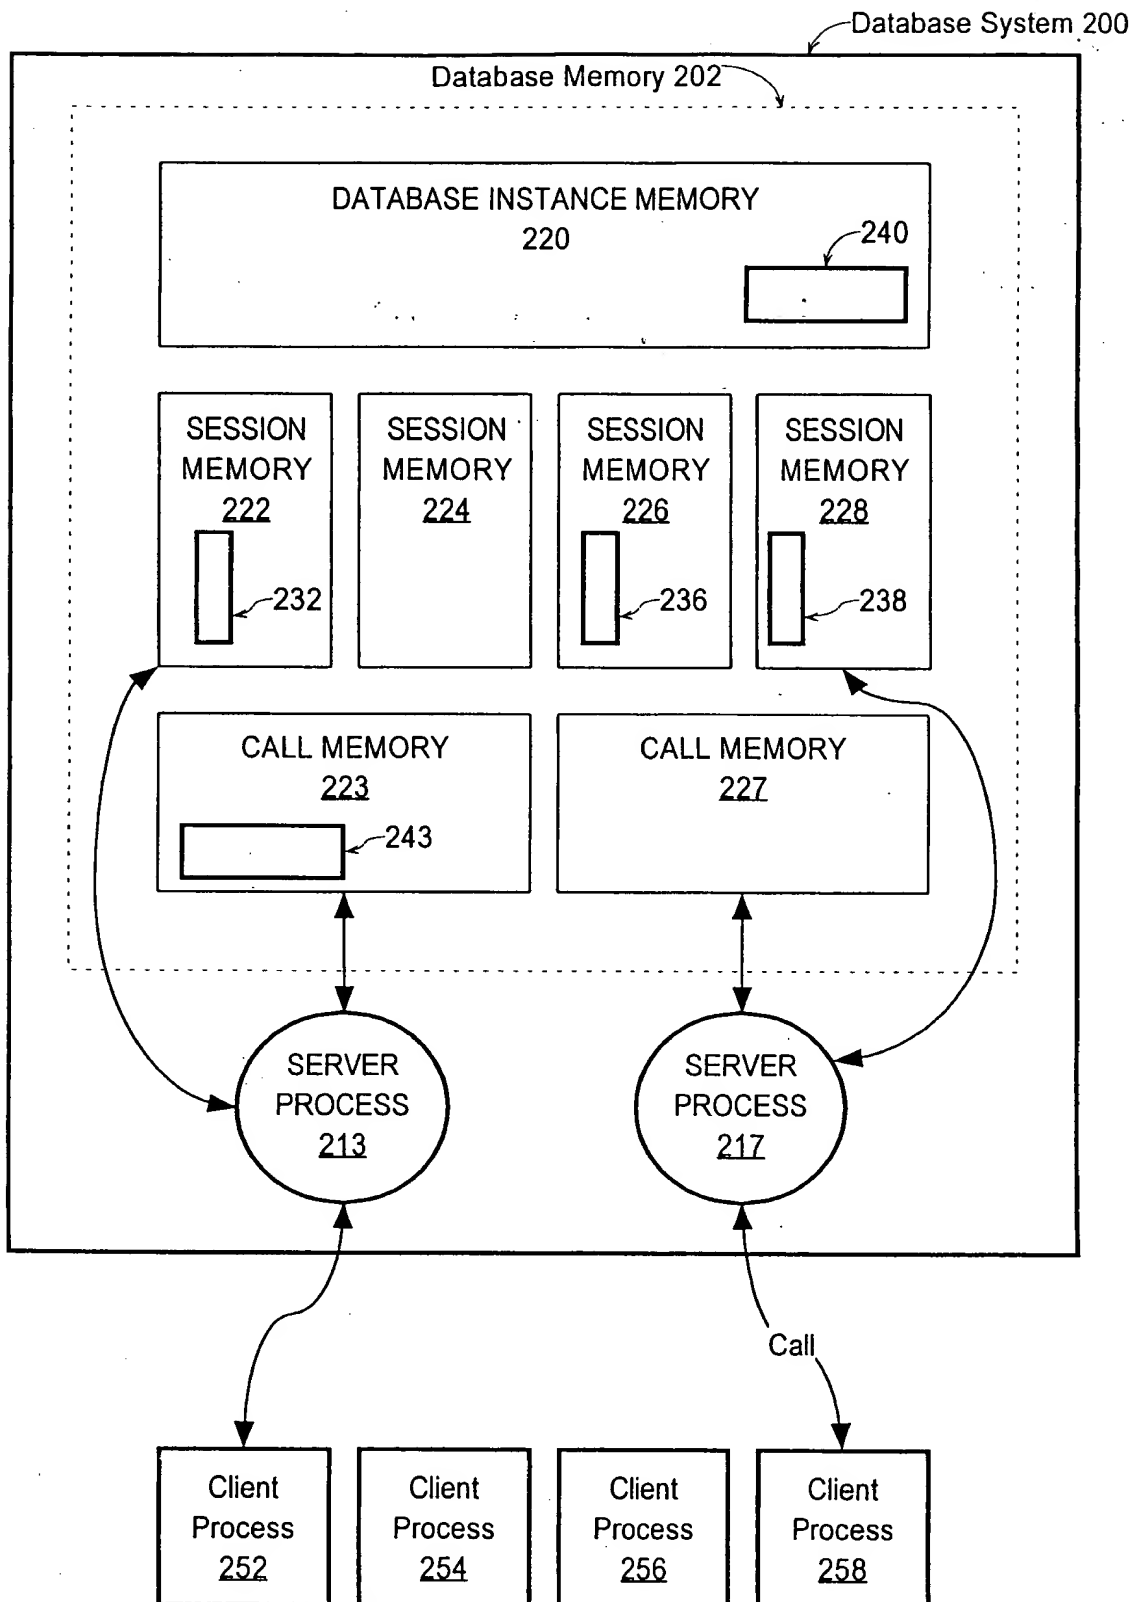 Database System 200
Database Memory 202
DATABASE INSTANCE MEMORY
220
240
SESSION
MEMORY
222
232
SESSION
MEMORY
224
SESSION
MEMORY
226
236
SESSION
MEMORY
228
238
CALL MEMORY
223
243
CALL MEMORY
227
SERVER
PROCESS
213
SERVER
PROCESS
217
Call
Client
Process
252
Client
Process
254
Client
Process
256
Client
Process
258